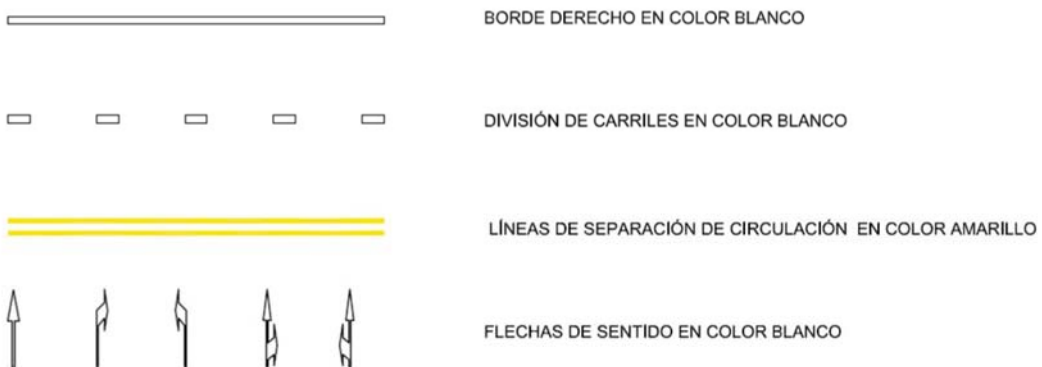 BORDE DERECHO EN COLOR BLANCO
DIVISIÓN DE CARRILES EN COLOR BLANCO
LÍNEAS DE SEPARACIÓN DE CIRCULACIÓN EN COLOR AMARILLO
FLECHAS DE SENTIDO EN COLOR BLANCO